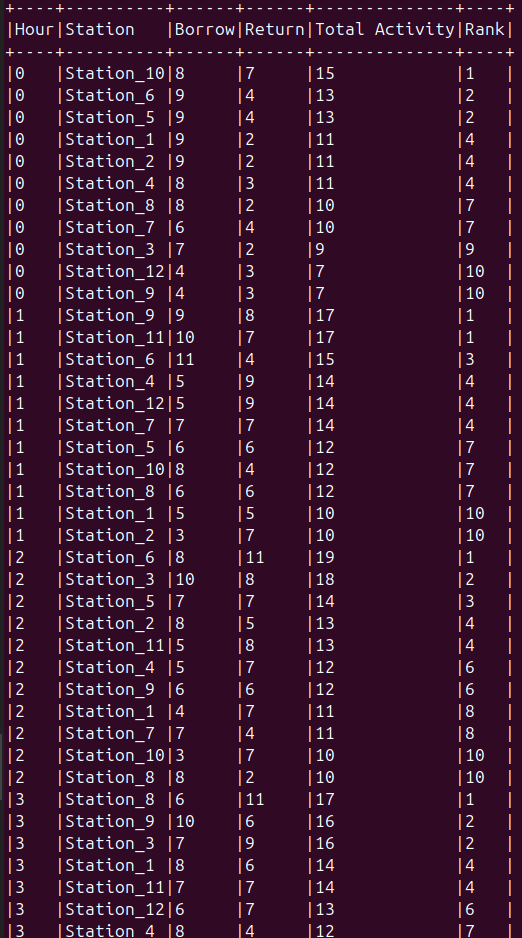 +----+----------+------+------+--------------+----+
|Hour|Station   |Borrow|Return|Total Activity|Rank|
+----+----------+------+------+--------------+----+
|0   |Station_10|8     |7     |15            |1   |
|0   |Station_6 |9     |4     |13            |2   |
|0   |Station_5 |9     |4     |13            |2   |
|0   |Station_1 |9     |2     |11            |4   |
|0   |Station_2 |9     |2     |11            |4   |
|0   |Station_4 |8     |3     |11            |4   |
|0   |Station_8 |8     |2     |10            |7   |
|0   |Station_7 |6     |4     |10            |7   |
|0   |Station_3 |7     |2     |9             |9   |
|0   |Station_12|4     |3     |7             |10  |
|0   |Station_9 |4     |3     |7             |10  |
|1   |Station_9 |9     |8     |17            |1   |
|1   |Station_11|10    |7     |17            |1   |
|1   |Station_6 |11    |4     |15            |3   |
|1   |Station_4 |5     |9     |14            |4   |
|1   |Station_12|5     |9     |14            |4   |
|1   |Station_7 |7     |7     |14            |4   |
|1   |Station_5 |6     |6     |12            |7   |
|1   |Station_10|8     |4     |12            |7   |
|1   |Station_8 |6     |6     |12            |7   |
|1   |Station_1 |5     |5     |10            |10  |
|1   |Station_2 |3     |7     |10            |10  |
|2   |Station_6 |8     |11    |19            |1   |
|2   |Station_3 |10    |8     |18            |2   |
|2   |Station_5 |7     |7     |14            |3   |
|2   |Station_2 |8     |5     |13            |4   |
|2   |Station_11|5     |8     |13            |4   |
|2   |Station_4 |5     |7     |12            |6   |
|2   |Station_9 |6     |6     |12            |6   |
|2   |Station_1 |4     |7     |11            |8   |
|2   |Station_7 |7     |4     |11            |8   |
|2   |Station_10|3     |7     |10            |10  |
|2   |Station_8 |8     |2     |10            |10  |
|3   |Station_8 |6     |11    |17            |1   |
|3   |Station_9 |10    |6     |16            |2   |
|3   |Station_3 |7     |9     |16            |2   |
|3   |Station_1 |8     |6     |14            |4   |
|3   |Station_11|7     |7     |14            |4   |
|3   |Station_12|6     |7     |13            |6   |
|3   |Station_4 |8     |4     |12            |7   |